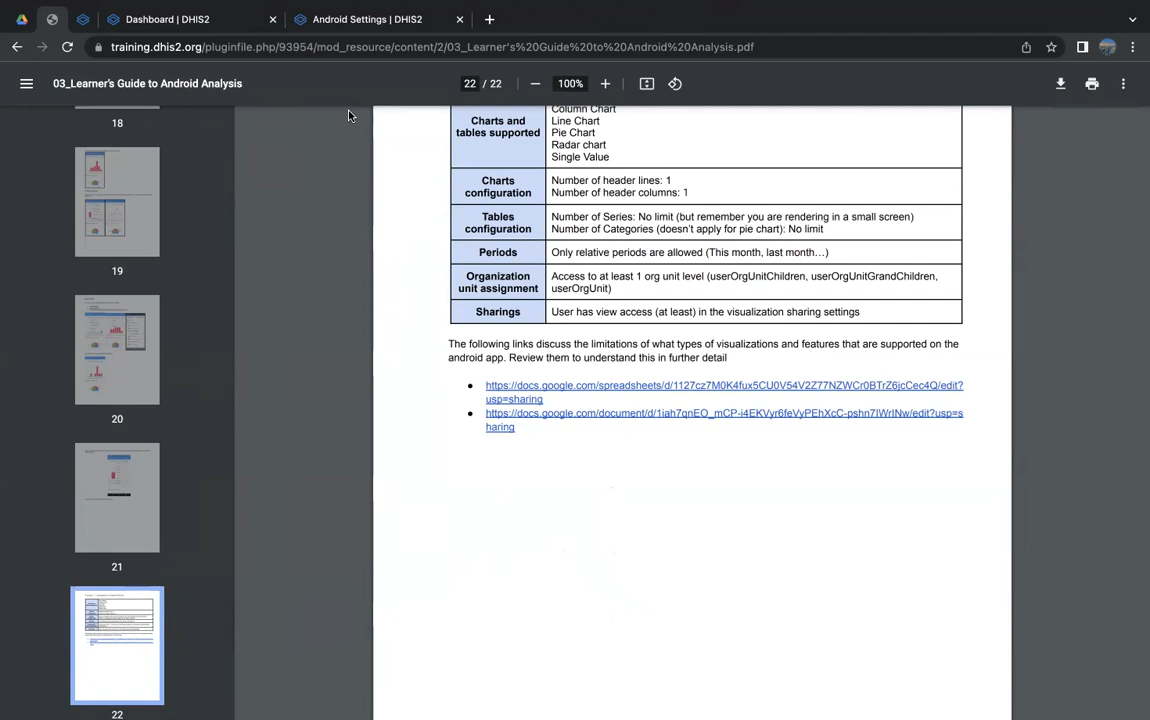 Dashboard | DHIS2
Android Settings | DHIS2
training.dhis2.org/pluginfile.php/93954/mod_resource/content/2/03_Learner's%20Guide%20to%20Android%20Analysis.pdf
03_Learner's Guide to Android Analysis
22 / 22
100%
18
19
20
21
22
Charts and
tables supported
Column Chart
Line Chart
Pie Chart
Radar chart
Single Value
Charts
configuration
Number of header lines: 1
Number of header columns: 1
Tables
configuration
Number of Series: No limit (but remember you are rendering in a small screen)
Number of Categories (doesn't apply for pie chart): No limit
Periods
Only relative periods are allowed (This month, last month…)
Organization
unit assignment
Access to at least 1 org unit level (userOrgUnitChildren, userOrgUnitGrandChildren,
userOrgUnit)
Sharings
User has view access (at least) in the visualization sharing settings
The following links discuss the limitations of what types of visualizations and features that are supported on the
android app. Review them to understand this in further detail
● https://docs.google.com/spreadsheets/d/1127cz7M0K4fux5CU0V54V2Z77NZWCr0BTrZ6jcCec4Q/edit?
usp=sharing
● https://docs.google.com/document/d/1iah7qnEO_mCP-i4EKVyr6feVyPEhXcC-pshn7IWrINw/edit?usp=s
haring